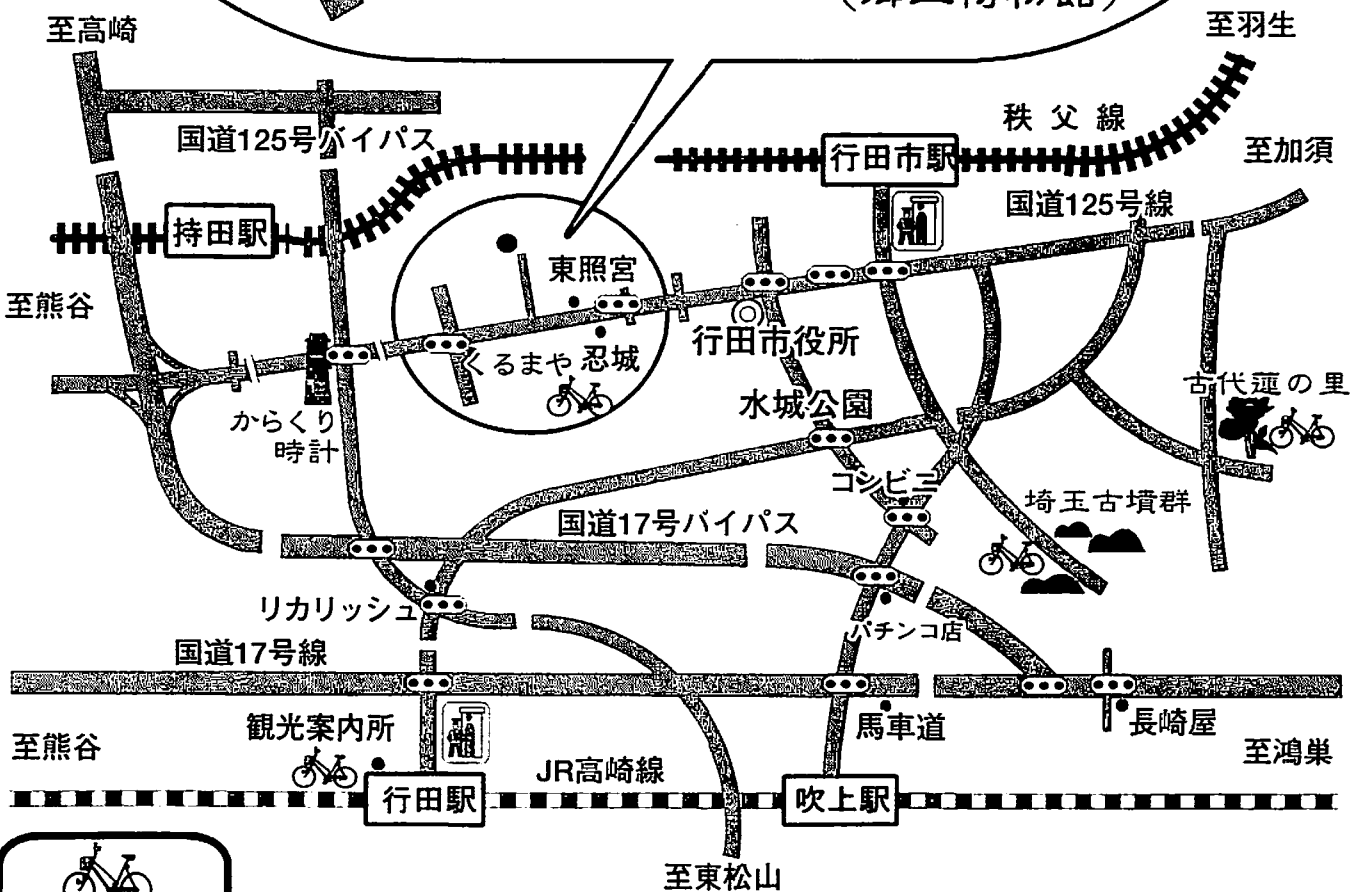 至高崎
至羽生
秩父線
国道125号バイパス
行田市駅
至加須
国道125号線
持田駅
東照宮
至熊谷
行田市役所
くるまや
忍城
古代蓮の里
水城公園
からくり
時計
コンビニ
埼玉古墳群
国道17号バイパス
リカリッシュ
パチンコ店
国道17号線
観光案内所
馬車道
長崎屋
至熊谷
至鴻巣
JR高崎線
行田駅
吹上駅
至東松山